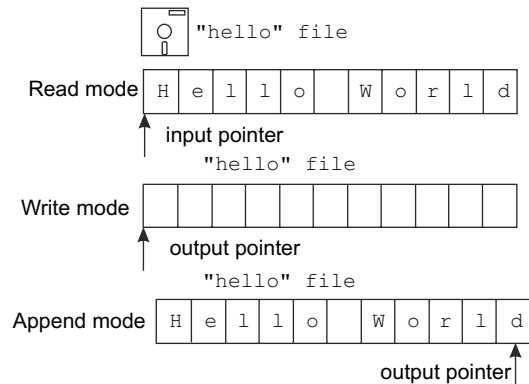 "hello" file
Read mode H e l l o W o r l d
input pointer
"hello" file
Write mode
output pointer
"hello" file
Append mode H e l l o W o r l d
output pointer